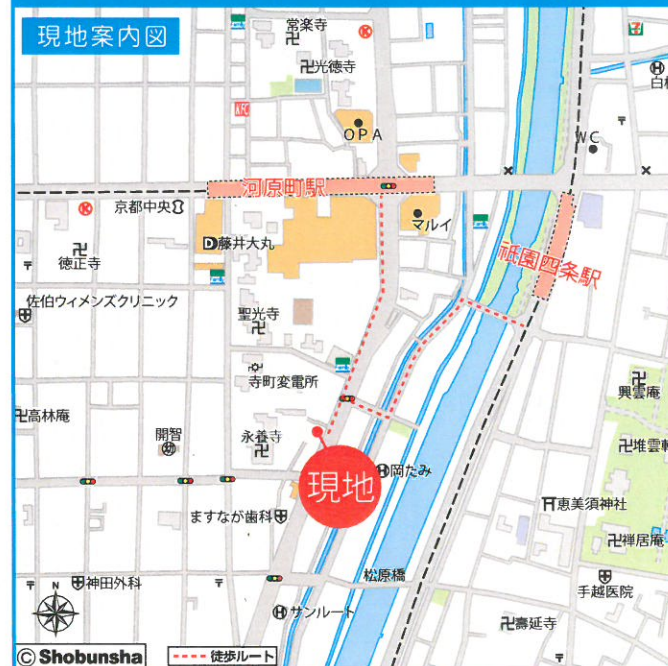 現地案内図
常楽寺
光徳寺
KFC
OPA
WC
河原町駅
京都中央
マルイ
D藤井大丸
祇園四条駅
徳正寺
佐伯ウィメンズクリニック
聖光寺
寺町変電所
興雲庵
高林庵
開智
永養寺
H岡たみ
現地
恵美須神社
ますなが歯科
禅居庵
神田外科
松原橋
手越医院
Hサンルート
壽延寺
N
© Shobunsha
徒歩ルート